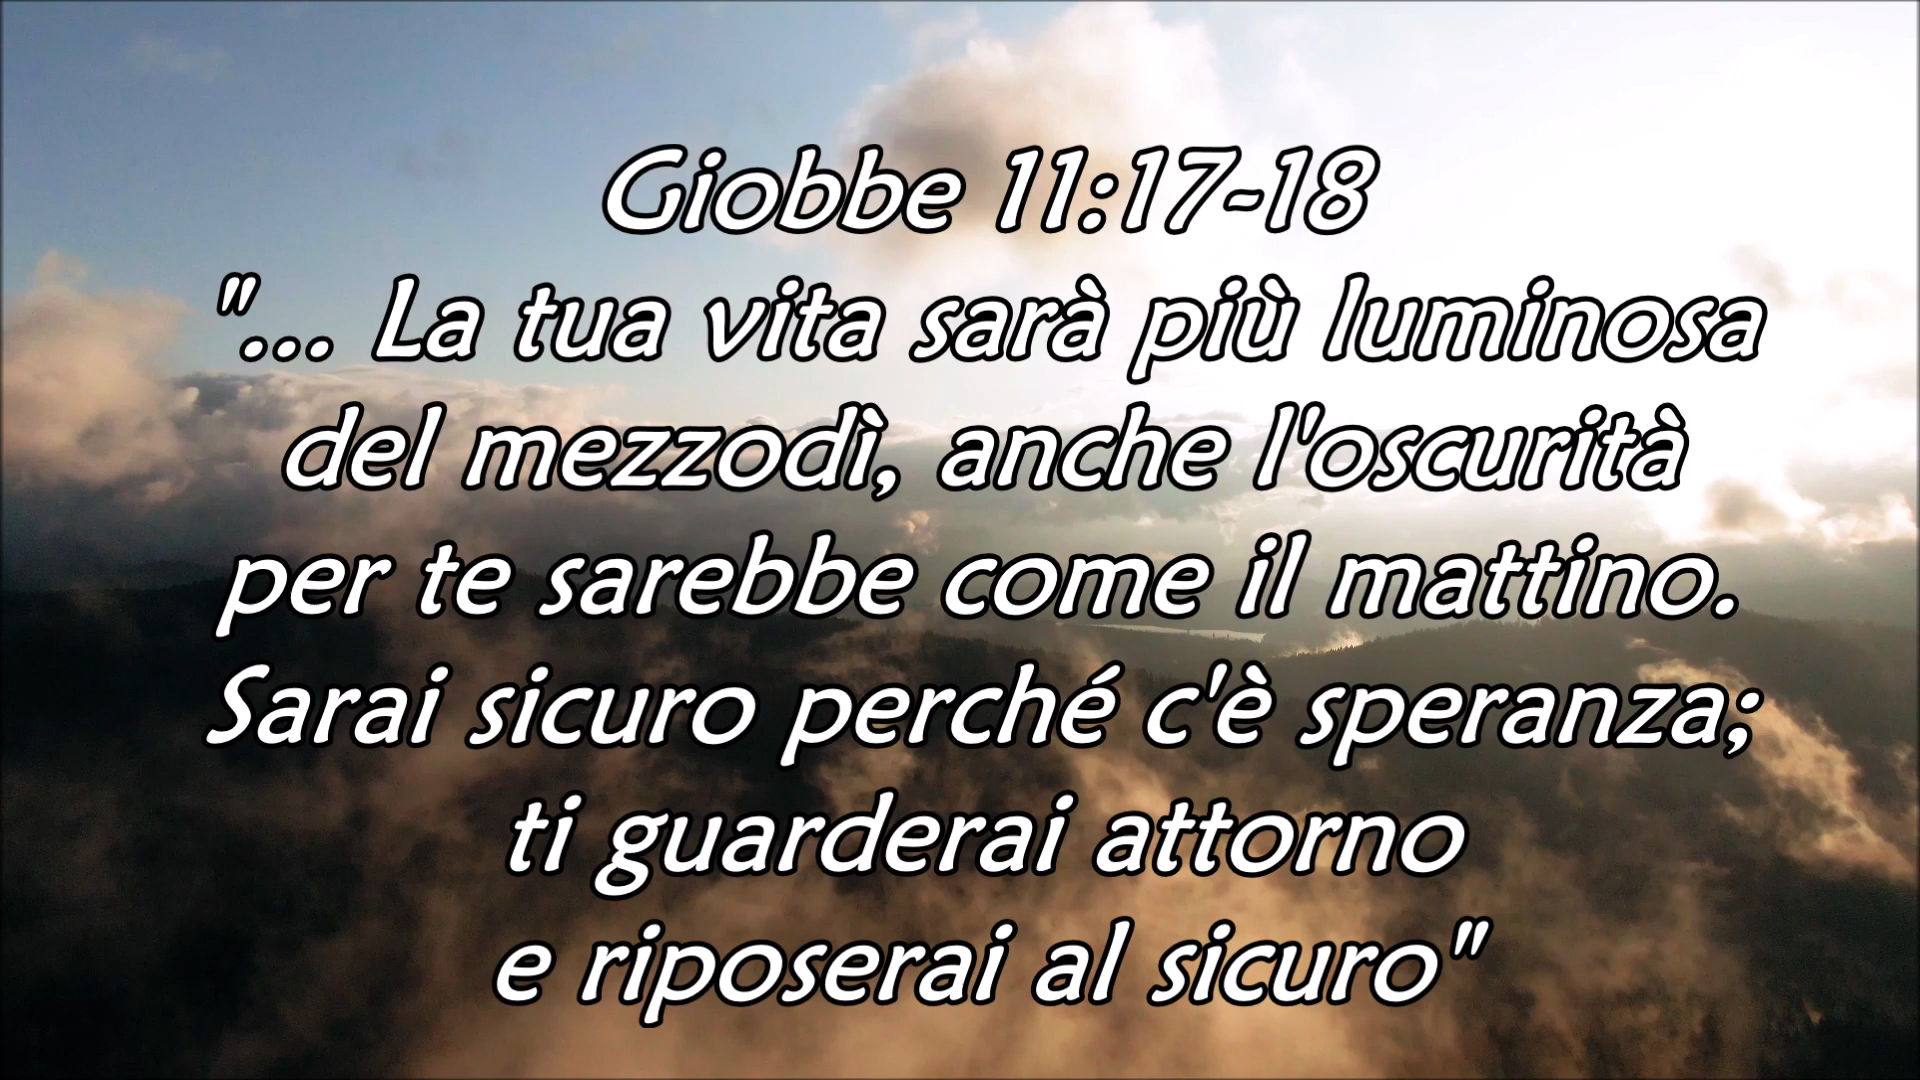 Giobbe 11:17-18
"... La tua vita sarà più luminosa
del mezzodì, anche l'oscurità
per te sarebbe come il mattino.
Sarai sicuro perché c'è speranza;
ti guarderai attorno
e riposerai al sicuro"